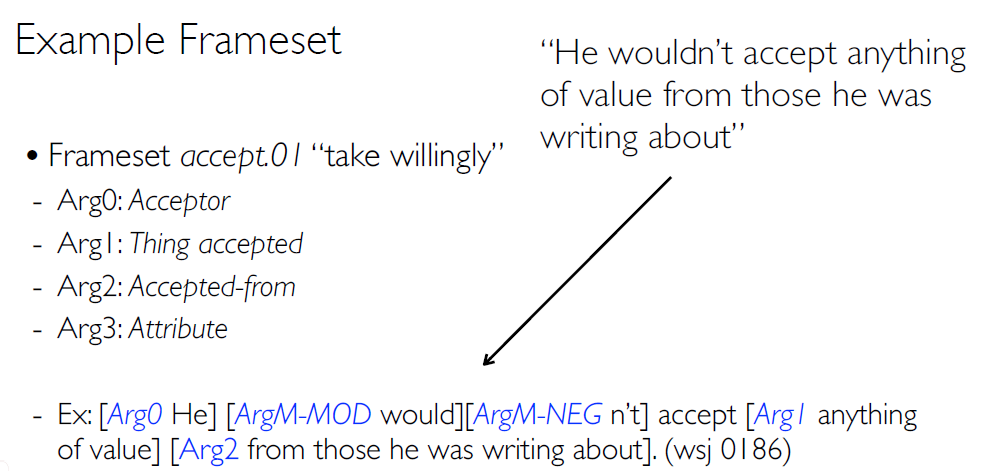 Example Frameset
“He wouldn’t accept anything
of value from those he was
writing about”
• Frameset accept.01 “take willingly”
- Arg0: Acceptor
- Arg1: Thing accepted
- Arg2: Accepted-from
- Arg3: Attribute
- Ex: [Arg0 He] [ArgM-MOD would][ArgM-NEG n’t] accept [Arg1 anything
of value] [Arg2 from those he was writing about]. (wsj 0186)